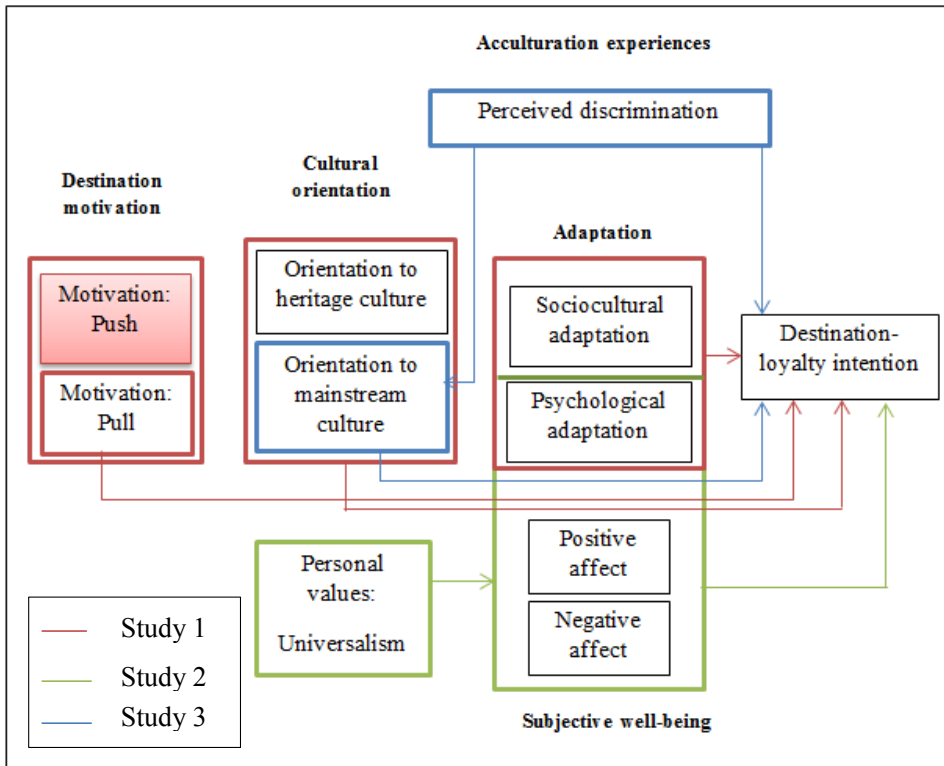 Acculturation experiences
Perceived discrimination
Destination
motivation
Cultural
orientation
Adaptation
Motivation:
Push
Motivation:
Pull
Orientation to
heritage culture
Orientation to
mainstream culture
Sociocultural
adaptation
Psychological
adaptation
Destination-
loyalty intention
Personal
values:
Universalism
Positive
affect
Negative
affect
Subjective well-being
Study 1
Study 2
Study 3